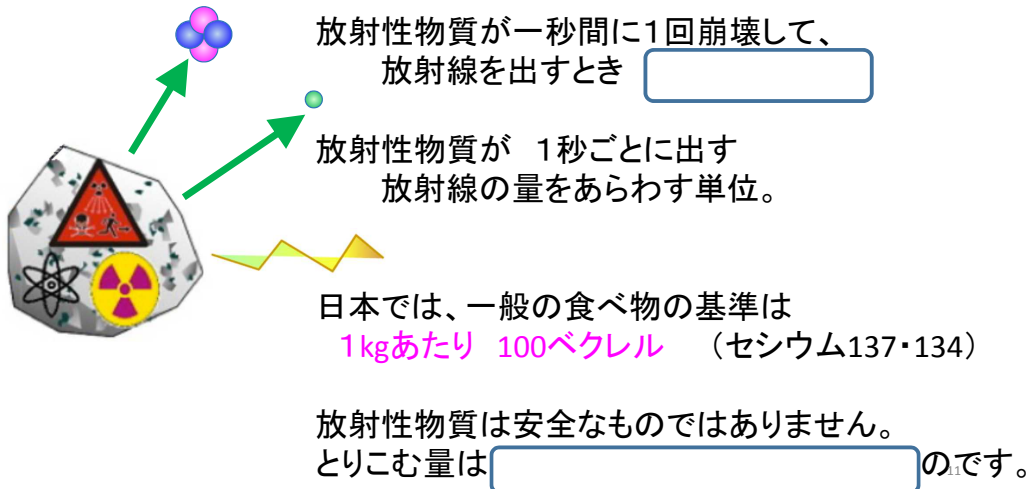 放射性物質が一秒間に1回崩壊して、
放射線を出すとき
放射性物質が 1秒ごとに出す
放射線の量をあらわす単位。
日本では、一般の食べ物の基準は
1kgあたり 100ベクレル (セシウム137・134)
放射性物質は安全なものではありません。
とりこむ量は のです。
11